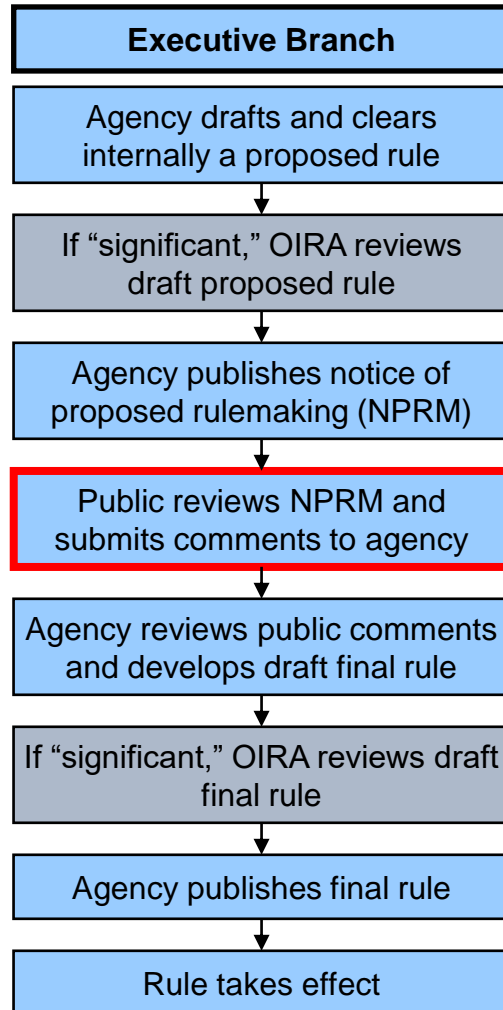 Executive Branch
Agency drafts and clears
internally a proposed rule
If “significant,” OIRA reviews
draft proposed rule
Agency publishes notice of
proposed rulemaking (NPRM)
Public reviews NPRM and
submits comments to agency
Agency reviews public comments
and develops draft final rule
If “significant,” OIRA reviews draft
final rule
Agency publishes final rule
Rule takes effect